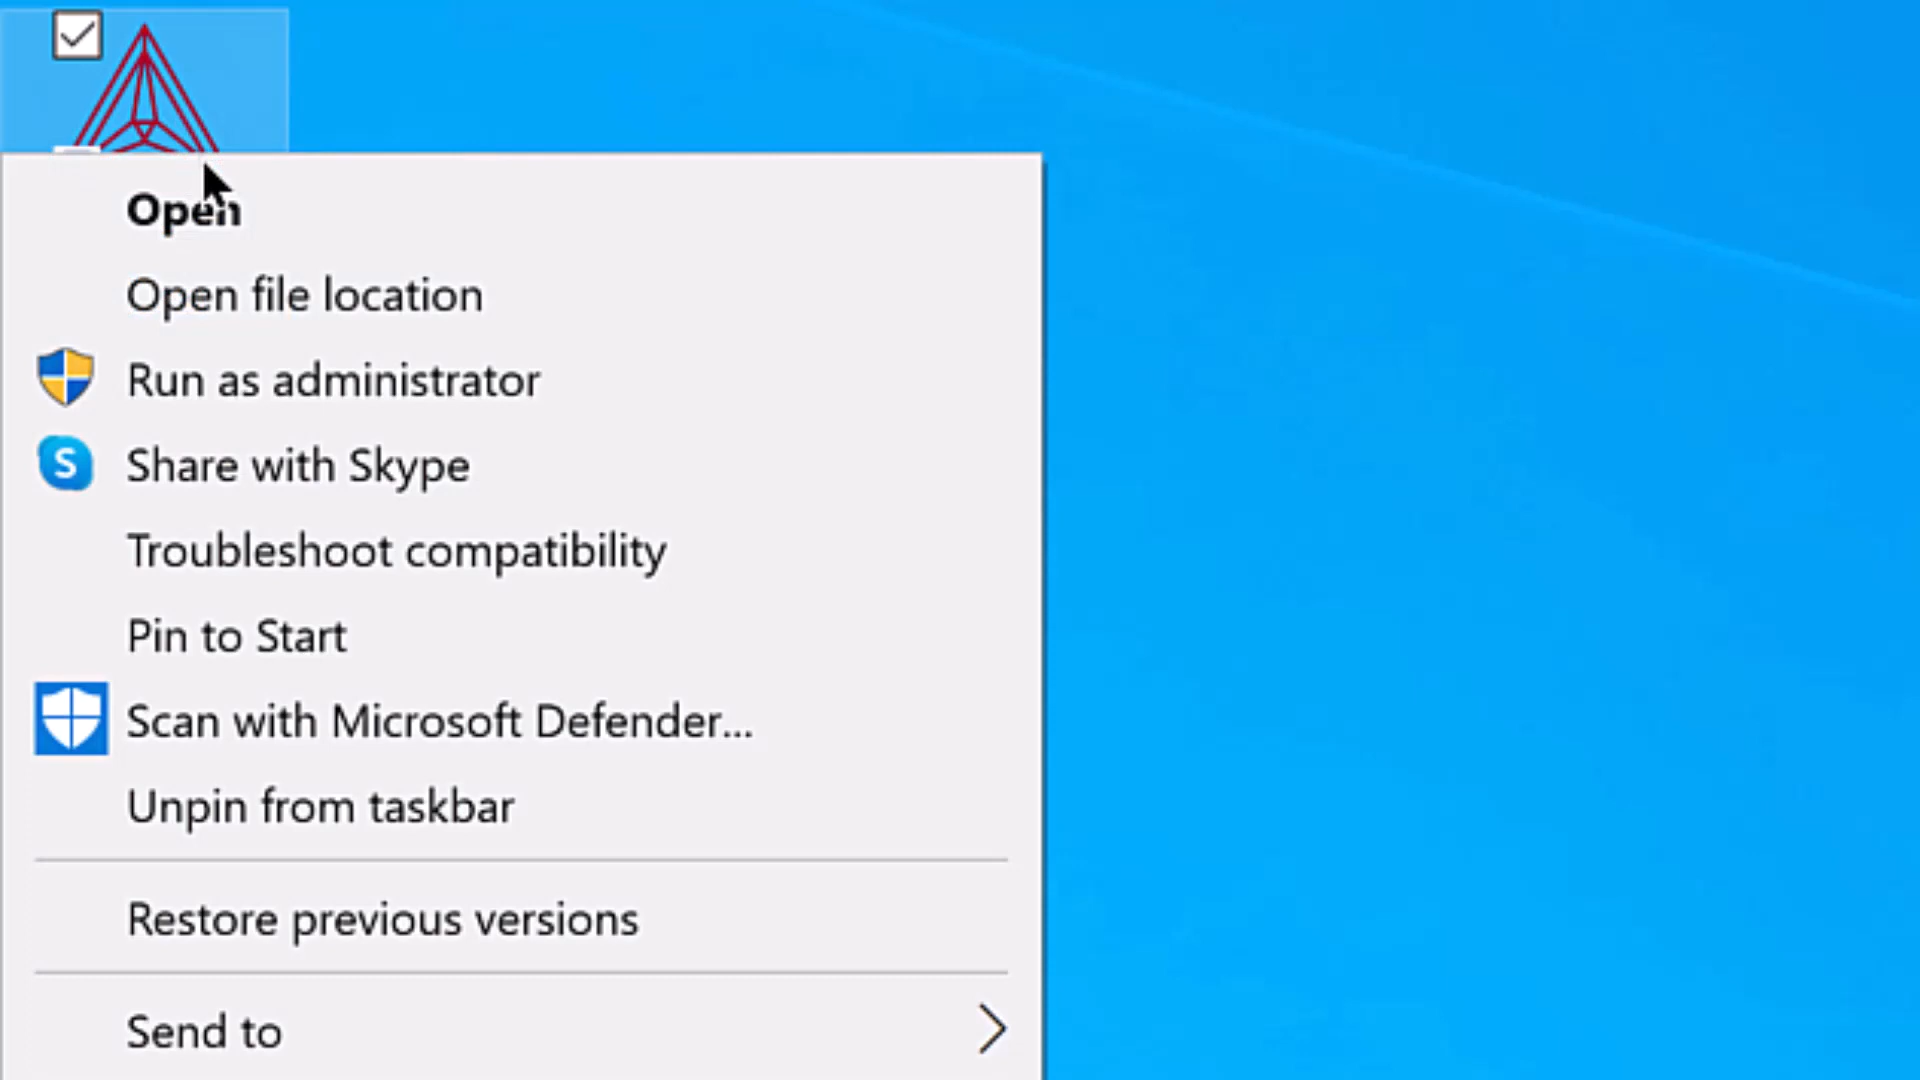 Open
Open file location
Run as administrator
S Share with Skype
Troubleshoot compatibility
Pin to Start
Scan with Microsoft Defender...
Unpin from taskbar
Restore previous versions
Send to